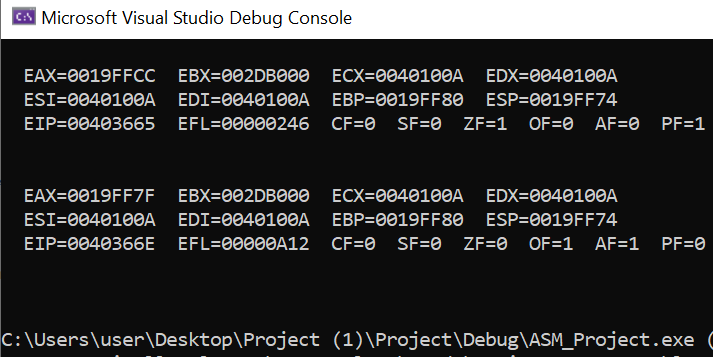 C:\ Microsoft Visual Studio Debug Console
EAX=0019FFCC EBX=002DB000 ECX=0040100A EDX=0040100A
ESI=0040100A EDI=0040100A EBP=0019FF80 ESP=0019FF74
EIP=00403665 EFL=00000246 CF=0 SF=0 ZF=1 OF=0 AF=0 PF=1
EAX=0019FF7F EBX=002DB000 ECX=0040100A EDX=0040100A
ESI=0040100A EDI=0040100A EBP=0019FF80 ESP=0019FF74
EIP=0040366E EFL=00000A12 CF=0 SF=0 ZF=0 OF=1 AF=1 PF=0
C:\Users\user\Desktop\Project (1)\Project\Debug\ASM_Project.exe (